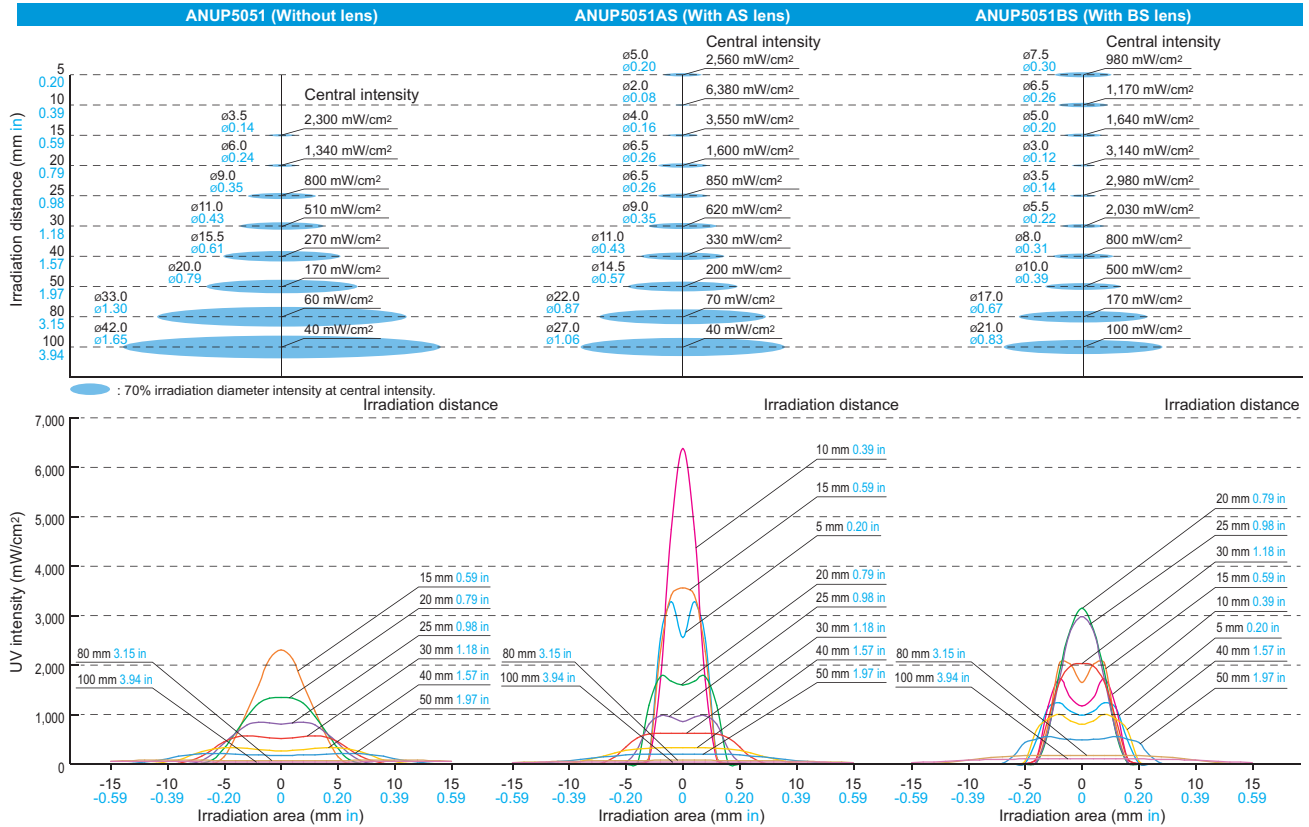 ANUP5051 (Without lens)
ANUP5051AS (With AS lens)
ANUP5051BS (With BS lens)
Irradiation distance (mm in)
5
0.20
10
0.39
15
0.59
20
0.79
25
0.98
30
1.18
40
1.57
50
1.97
80
3.15
100
3.94
Central intensity
ø3.5
ø0.14
2,300 mW/cm²
ø6.0
ø0.24
1,340 mW/cm²
ø9.0
ø0.35
800 mW/cm²
ø11.0
ø0.43
510 mW/cm²
ø15.5
ø0.61
270 mW/cm²
ø20.0
ø0.79
170 mW/cm²
ø33.0
ø1.30
60 mW/cm²
ø42.0
ø1.65
40 mW/cm²
Central intensity
ø5.0
ø0.20
2,560 mW/cm²
ø2.0
ø0.08
6,380 mW/cm²
ø4.0
ø0.16
3,550 mW/cm²
ø6.5
ø0.26
1,600 mW/cm²
ø6.5
ø0.26
850 mW/cm²
ø9.0
ø0.35
620 mW/cm²
ø11.0
ø0.43
330 mW/cm²
ø14.5
ø0.57
200 mW/cm²
ø22.0
ø0.87
70 mW/cm²
ø27.0
ø1.06
40 mW/cm²
Central intensity
ø7.5
ø0.30
980 mW/cm²
ø6.5
ø0.26
1,170 mW/cm²
ø5.0
ø0.20
1,640 mW/cm²
ø3.0
ø0.12
3,140 mW/cm²
ø3.5
ø0.14
2,980 mW/cm²
ø5.5
ø0.22
2,030 mW/cm²
ø8.0
ø0.31
800 mW/cm²
ø10.0
ø0.39
500 mW/cm²
ø17.0
ø0.67
170 mW/cm²
ø21.0
ø0.83
100 mW/cm²
: 70% irradiation diameter intensity at central intensity.
UV intensity (mW/cm²)
7,000
6,000
5,000
4,000
3,000
2,000
1,000
0
Irradiation distance
15 mm 0.59 in
20 mm 0.79 in
25 mm 0.98 in
30 mm 1.18 in
40 mm 1.57 in
50 mm 1.97 in
80 mm 3.15 in
100 mm 3.94 in
-15 -10 -5 0 5 10 15
-0.59 -0.39 -0.20 0 0.20 0.39 0.59
Irradiation area (mm in)
Irradiation distance
10 mm 0.39 in
15 mm 0.59 in
5 mm 0.20 in
20 mm 0.79 in
25 mm 0.98 in
30 mm 1.18 in
40 mm 1.57 in
50 mm 1.97 in
80 mm 3.15 in
100 mm 3.94 in
-15 -10 -5 0 5 10 15
-0.59 -0.39 -0.20 0 0.20 0.39 0.59
Irradiation area (mm in)
Irradiation distance
20 mm 0.79 in
25 mm 0.98 in
30 mm 1.18 in
15 mm 0.59 in
10 mm 0.39 in
5 mm 0.20 in
40 mm 1.57 in
50 mm 1.97 in
80 mm 3.15 in
100 mm 3.94 in
-15 -10 -5 0 5 10 15
-0.59 -0.39 -0.20 0 0.20 0.39 0.59
Irradiation area (mm in)